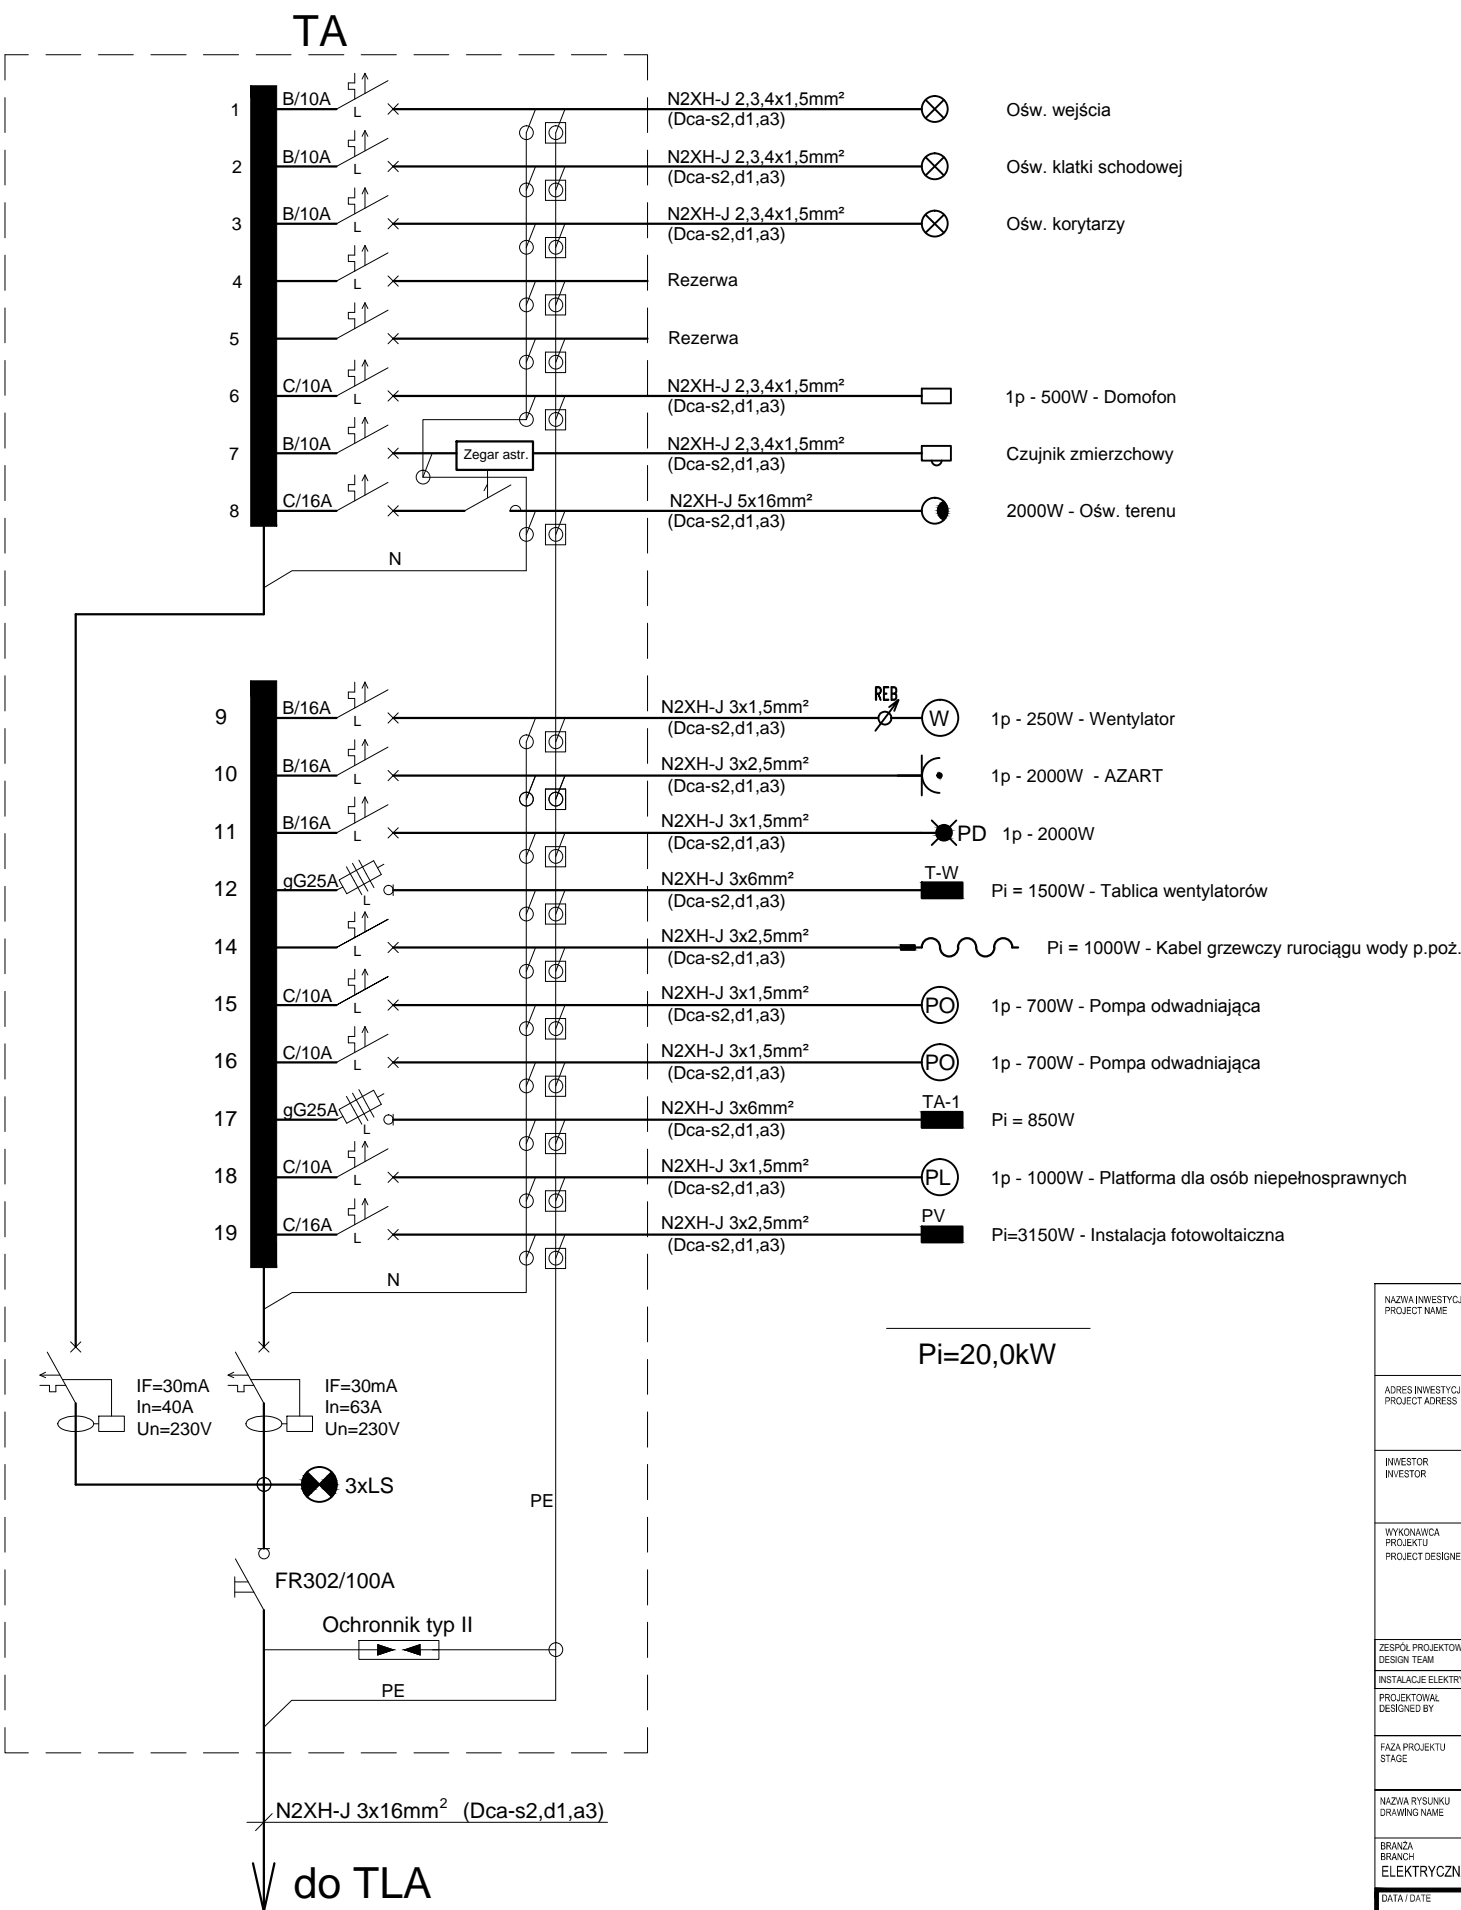 TA
1 B/10A L N2XH-J 2,3,4x1,5mm² Ośw. wejścia
(Dca-s2,d1,a3)
2 B/10A L N2XH-J 2,3,4x1,5mm² Ośw. klatki schodowej
(Dca-s2,d1,a3)
3 B/10A L N2XH-J 2,3,4x1,5mm² Ośw. korytarzy
(Dca-s2,d1,a3)
4 L Rezerwa
5 L Rezerwa
6 C/10A L N2XH-J 2,3,4x1,5mm² 1p - 500W - Domofon
(Dca-s2,d1,a3)
7 B/10A L Zegar astr. N2XH-J 2,3,4x1,5mm² Czujnik zmierzchowy
(Dca-s2,d1,a3)
8 C/16A L N2XH-J 5x16mm² 2000W - Ośw. terenu
(Dca-s2,d1,a3)
N
9 B/16A L N2XH-J 3x1,5mm² REB W 1p - 250W - Wentylator
(Dca-s2,d1,a3)
10 B/16A L N2XH-J 3x2,5mm² 1p - 2000W - AZART
(Dca-s2,d1,a3)
11 B/16A L N2XH-J 3x1,5mm² PD 1p - 2000W
(Dca-s2,d1,a3)
12 gG25A L N2XH-J 3x6mm² T-W Pi = 1500W - Tablica wentylatorów
(Dca-s2,d1,a3)
14 L N2XH-J 3x2,5mm² Pi = 1000W - Kabel grzewczy rurociągu wody p.poż.
(Dca-s2,d1,a3)
15 C/10A L N2XH-J 3x1,5mm² PO 1p - 700W - Pompa odwadniająca
(Dca-s2,d1,a3)
16 C/10A L N2XH-J 3x1,5mm² PO 1p - 700W - Pompa odwadniająca
(Dca-s2,d1,a3)
17 gG25A L N2XH-J 3x6mm² TA-1 Pi = 850W
(Dca-s2,d1,a3)
18 C/10A L N2XH-J 3x1,5mm² PL 1p - 1000W - Platforma dla osób niepełnosprawnych
(Dca-s2,d1,a3)
19 C/16A L N2XH-J 3x2,5mm² PV Pi=3150W - Instalacja fotowoltaiczna
(Dca-s2,d1,a3)
N
Pi=20,0kW
IF=30mA IF=30mA
In=40A In=63A
Un=230V Un=230V
3xLS
PE
FR302/100A
Ochronnik typ II
PE
N2XH-J 3x16mm² (Dca-s2,d1,a3)
do TLA
NAZWA INWESTYCJ
PROJECT NAME
ADRES INWESTYCJ
PROJECT ADRESS
INWESTOR
INVESTOR
WYKONAWCA
PROJEKTU
PROJECT DESIGNE
ZESPÓŁ PROJEKTOW
DESIGN TEAM
INSTALACJE ELEKTRY
PROJEKTOWAŁ
DESIGNED BY
FAZA PROJEKTU
STAGE
NAZWA RYSUNKU
DRAWING NAME
BRANŻA
BRANCH
ELEKTRYCZN
DATA / DATE